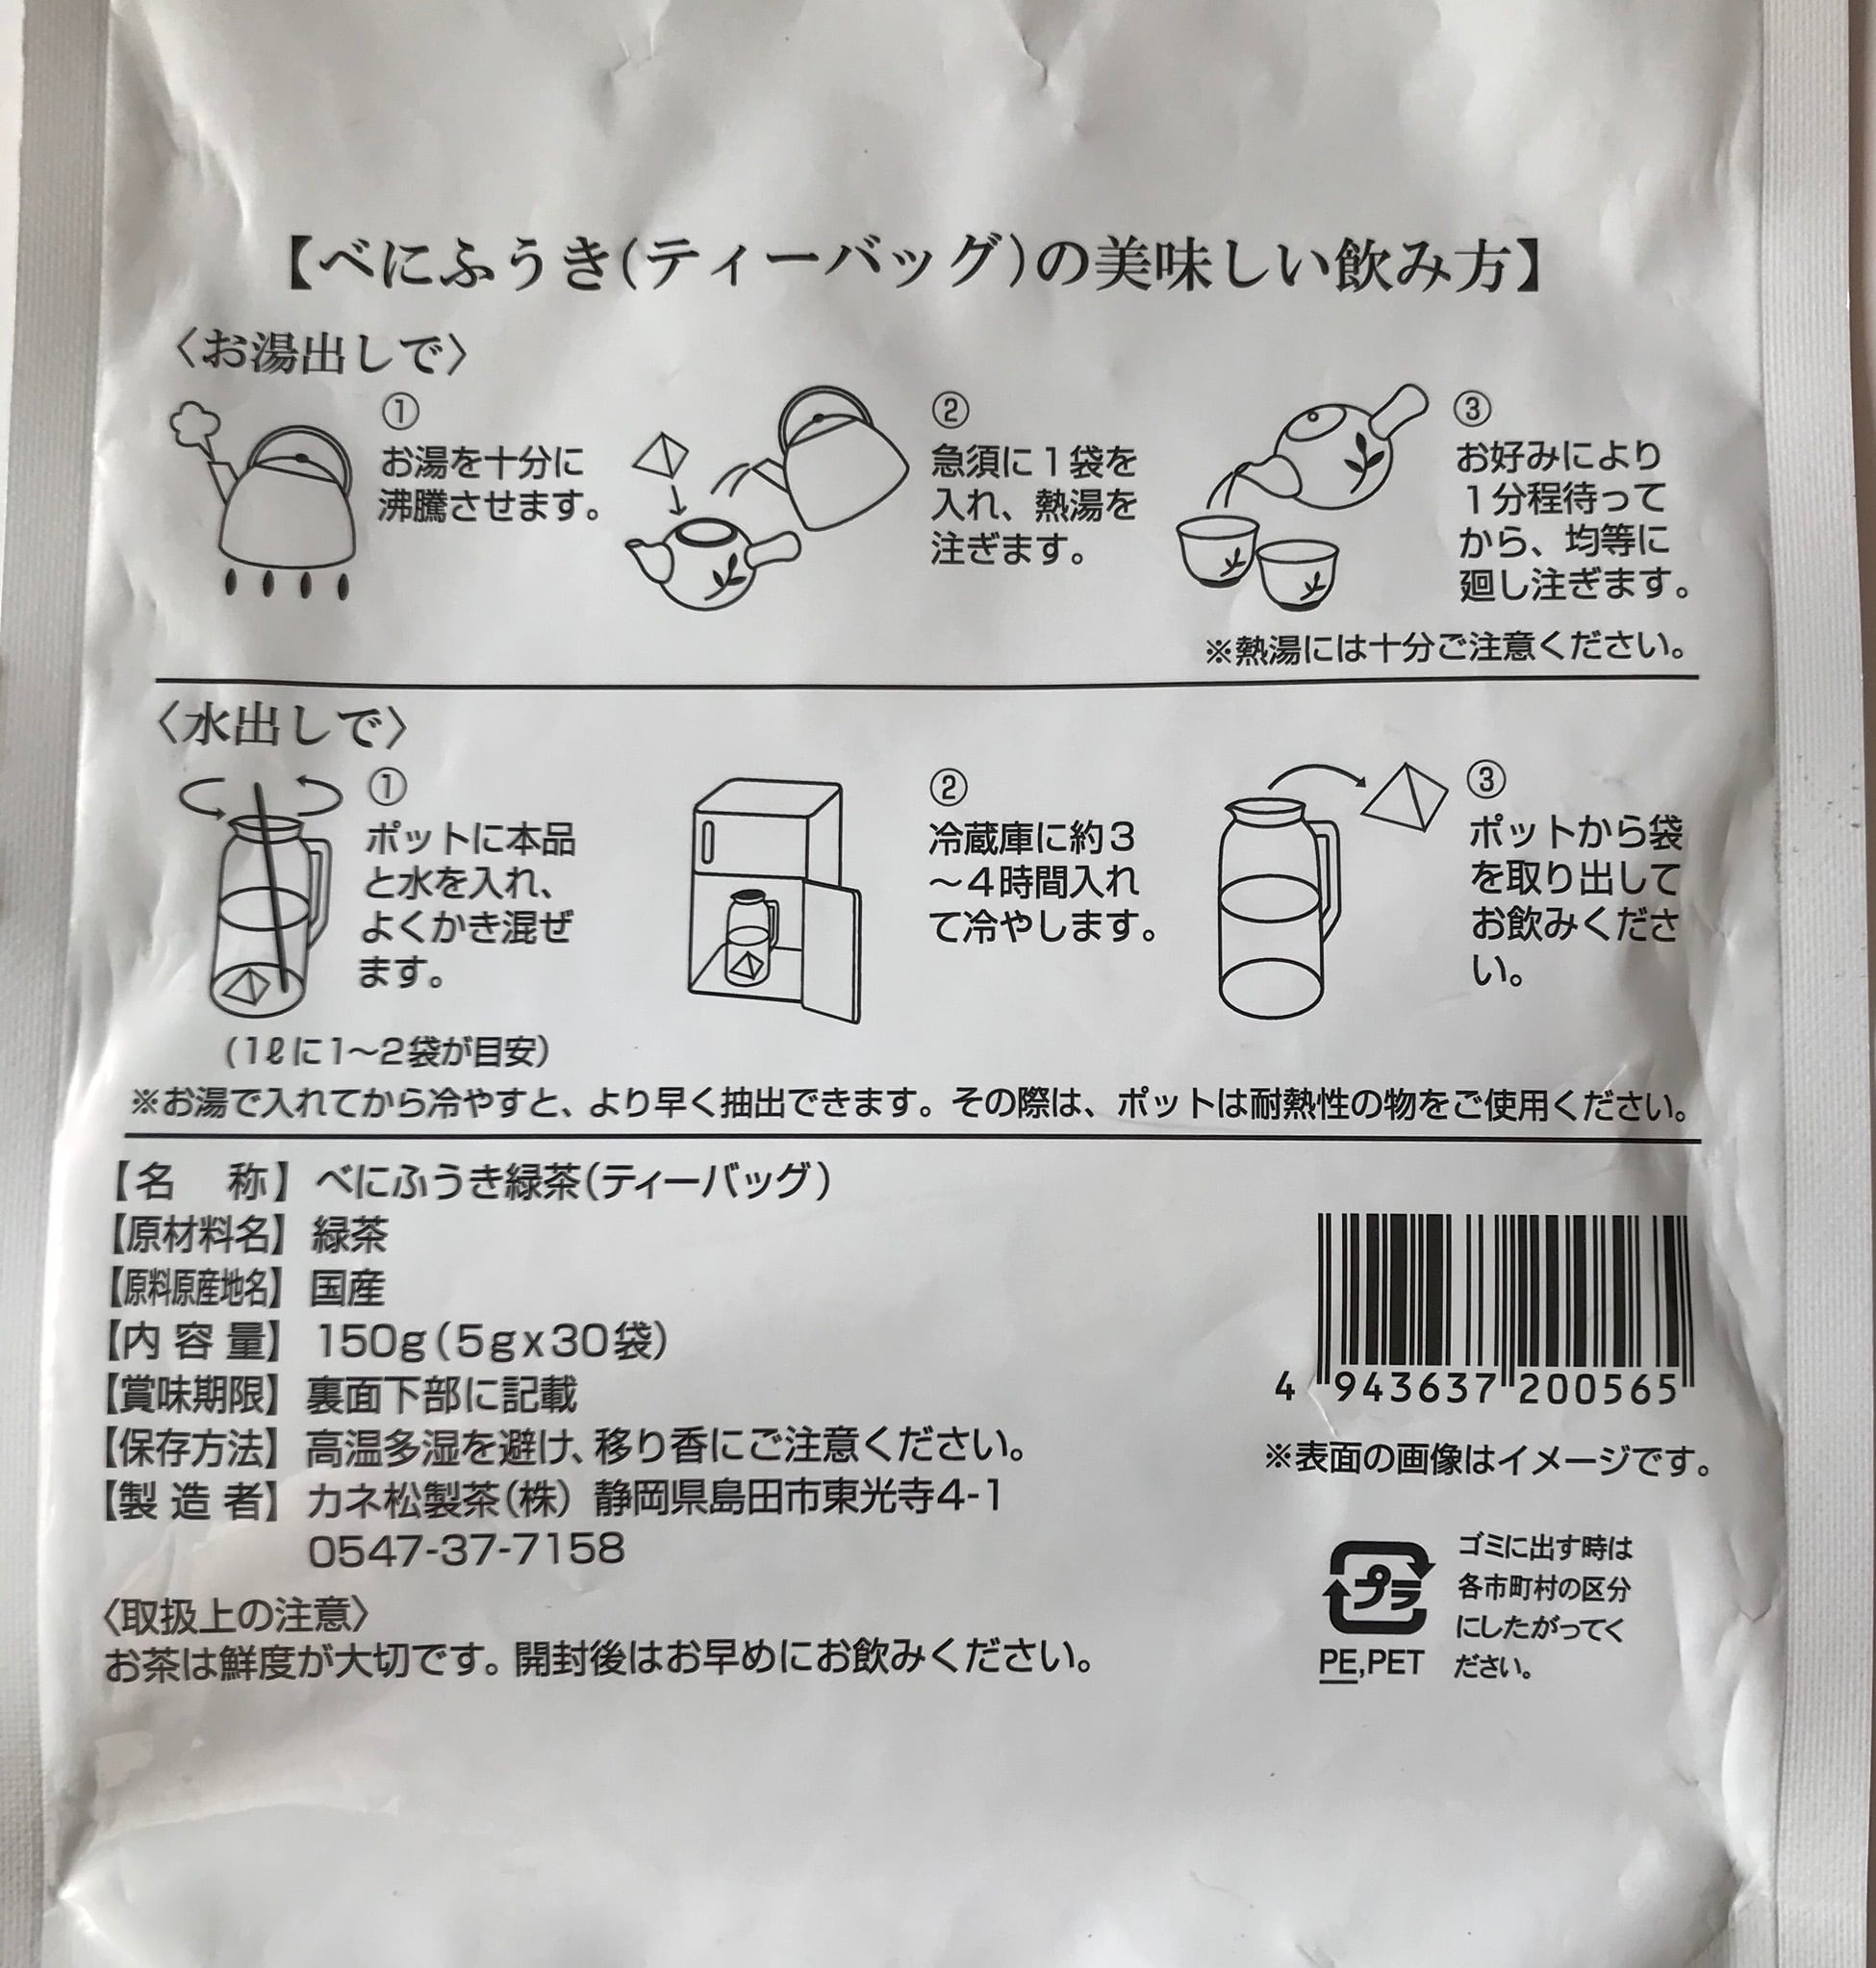 【べにふうき(ティーバッグ)の美味しい飲み方】
〈お湯出しで〉
①
お湯を十分に
沸騰させます。
②
急須に1袋を
入れ、熱湯を
注ぎます。
③
お好みにより
1分程待って
から、均等に
廻し注ぎます。
※熱湯には十分ご注意ください。
〈水出しで〉
①
ポットに本品
と水を入れ、
よくかき混ぜ
ます。
(1ℓに1〜2袋が目安)
②
冷蔵庫に約3
〜4時間入れ
て冷やします。
③
ポットから袋
を取り出して
お飲みくださ
い。
※お湯で入れてから冷やすと、より早く抽出できます。その際は、ポットは耐熱性の物をご使用ください。
【名　称】べにふうき緑茶(ティーバッグ)
【原材料名】緑茶
【原料原産地名】国産
【内容量】150g(5gx30袋)
【賞味期限】裏面下部に記載
【保存方法】高温多湿を避け、移り香にご注意ください。
【製造者】カネ松製茶(株) 静岡県島田市東光寺4-1
0547-37-7158
〈取扱上の注意〉
お茶は鮮度が大切です。開封後はお早めにお飲みください。
4 943637 200565
※表面の画像はイメージです。
プラ
PE,PET
ゴミに出す時は
各市町村の区分
にしたがってく
ださい。